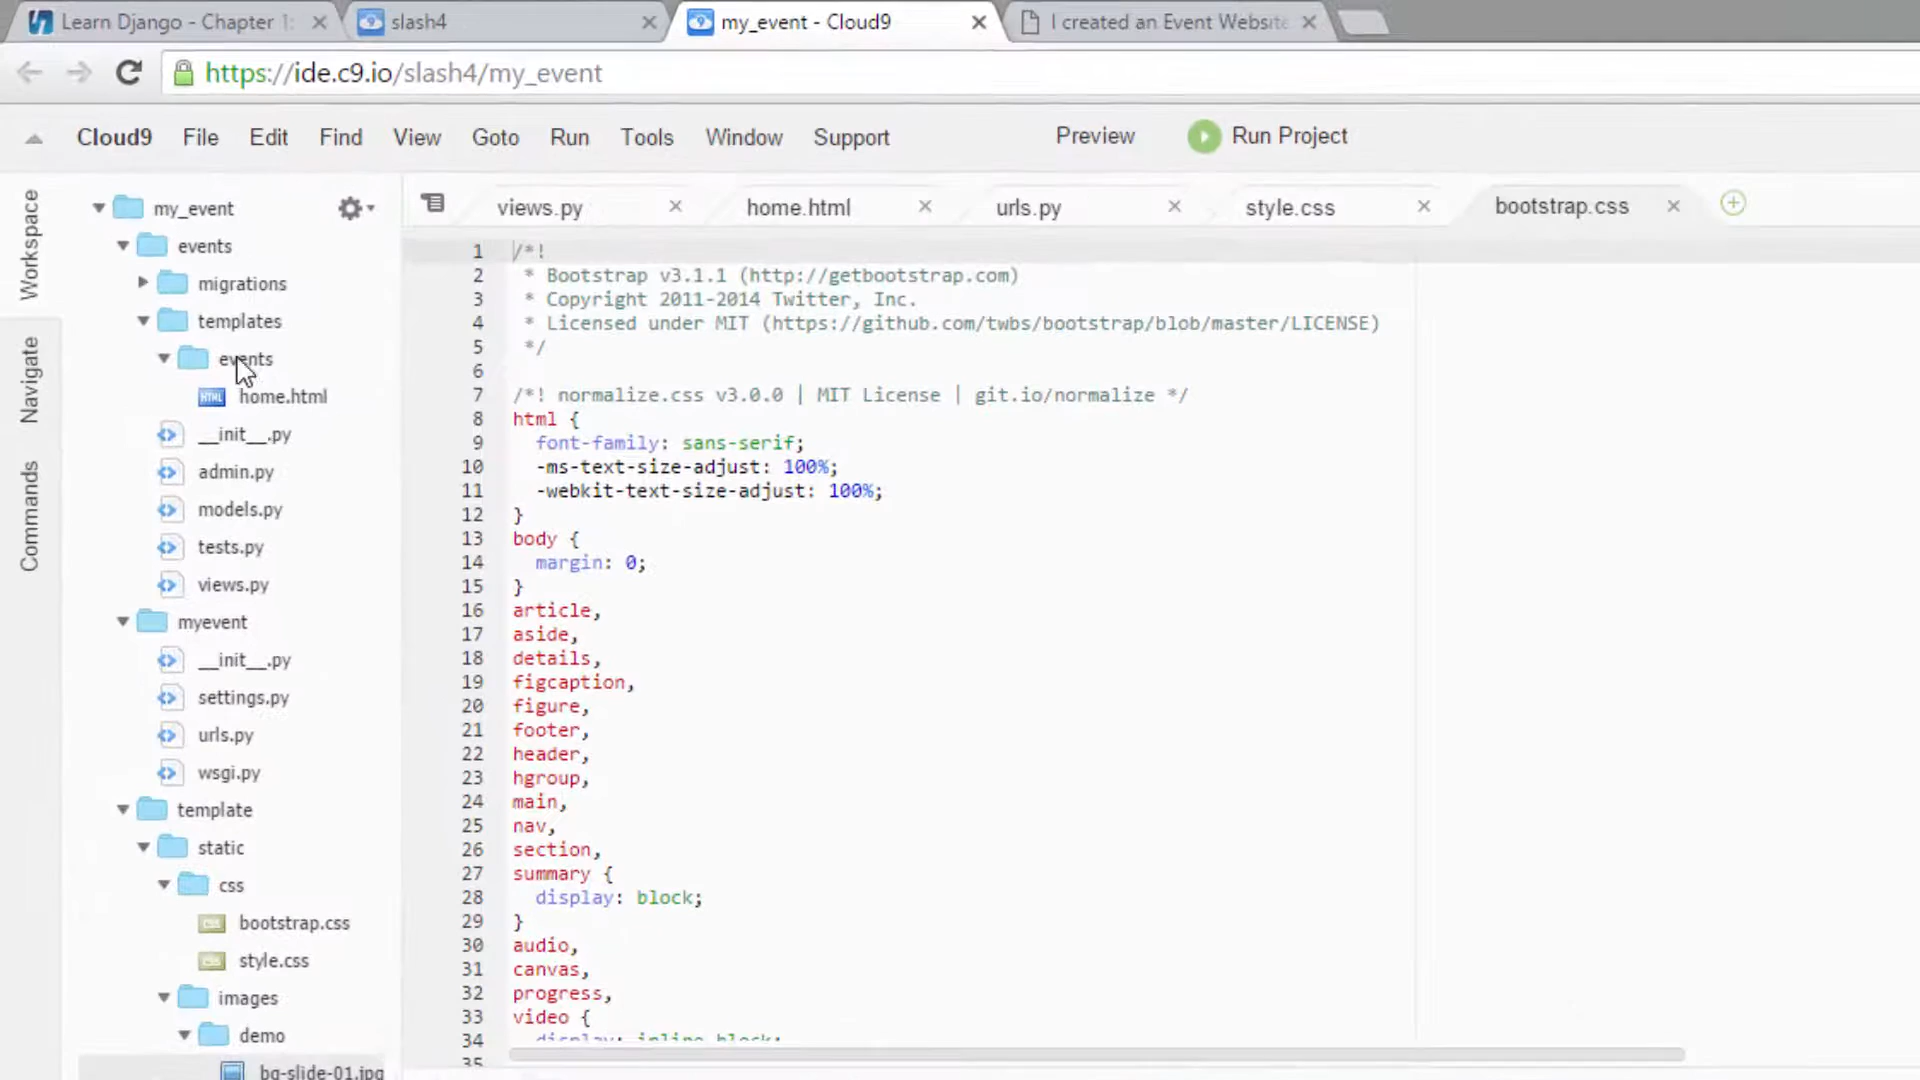 Learn Django - Chapter 1:
slash4
my_event - Cloud9
I created an Event Website
https://ide.c9.io/slash4/my_event
Cloud9 File Edit Find View Goto Run Tools Window Support Preview Run Project
Workspace
Navigate
Commands
my_event
events
migrations
templates
events
home.html
__init__.py
admin.py
models.py
tests.py
views.py
myevent
__init__.py
settings.py
urls.py
wsgi.py
template
static
css
bootstrap.css
style.css
images
demo
bg-slide-01.jpg
views.py home.html urls.py style.css bootstrap.css
1 /*!
2 * Bootstrap v3.1.1 (http://getbootstrap.com)
3 * Copyright 2011-2014 Twitter, Inc.
4 * Licensed under MIT (https://github.com/twbs/bootstrap/blob/master/LICENSE)
5 */
6
7 /*! normalize.css v3.0.0 | MIT License | git.io/normalize */
8 html {
9 font-family: sans-serif;
10 -ms-text-size-adjust: 100%;
11 -webkit-text-size-adjust: 100%;
12 }
13 body {
14 margin: 0;
15 }
16 article,
17 aside,
18 details,
19 figcaption,
20 figure,
21 footer,
22 header,
23 hgroup,
24 main,
25 nav,
26 section,
27 summary {
28 display: block;
29 }
30 audio,
31 canvas,
32 progress,
33 video {
34 display: inline-block;
35